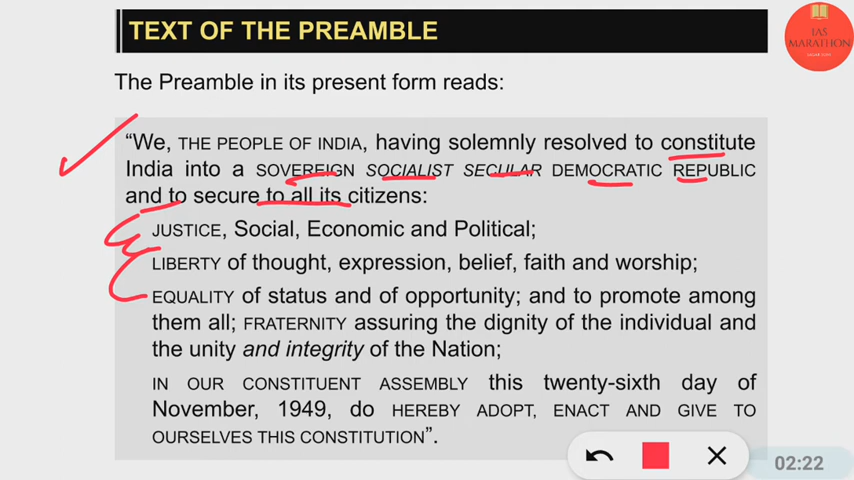 TEXT OF THE PREAMBLE
IAS
MARATHON
The Preamble in its present form reads:
“We, THE PEOPLE OF INDIA, having solemnly resolved to constitute
India into a SOVEREIGN SOCIALIST SECULAR DEMOCRATIC REPUBLIC
and to secure to all its citizens:
JUSTICE, Social, Economic and Political;
LIBERTY of thought, expression, belief, faith and worship;
EQUALITY of status and of opportunity; and to promote among
them all; FRATERNITY assuring the dignity of the individual and
the unity and integrity of the Nation;
IN OUR CONSTITUENT ASSEMBLY this twenty-sixth day of
November, 1949, do HEREBY ADOPT, ENACT AND GIVE TO
OURSELVES THIS CONSTITUTION”.
02:22